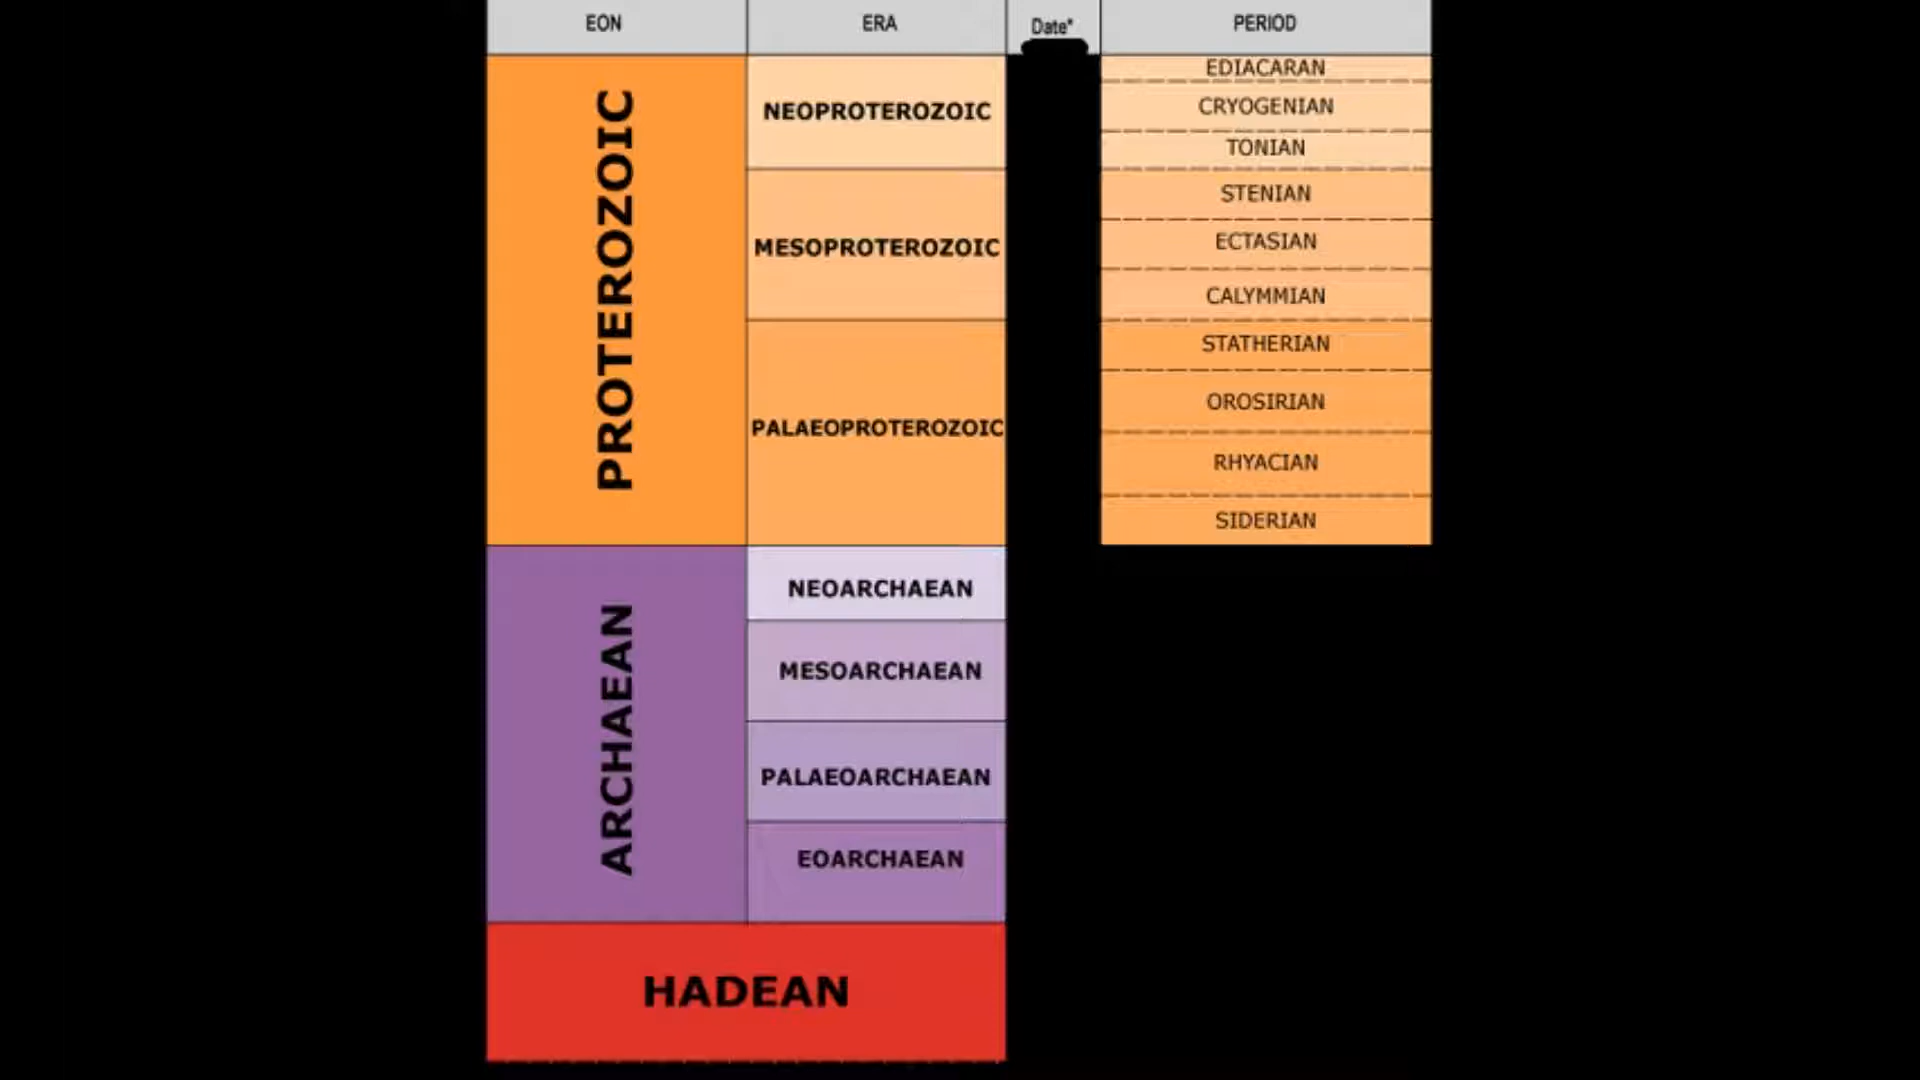 EON
ERA
Date*
PERIOD
PROTEROZOIC
NEOPROTEROZOIC
EDIACARAN
CRYOGENIAN
TONIAN
MESOPROTEROZOIC
STENIAN
ECTASIAN
CALYMMIAN
PALAEOPROTEROZOIC
STATHERIAN
OROSIRIAN
RHYACIAN
SIDERIAN
ARCHAEAN
NEOARCHAEAN
MESOARCHAEAN
PALAEOARCHAEAN
EOARCHAEAN
HADEAN